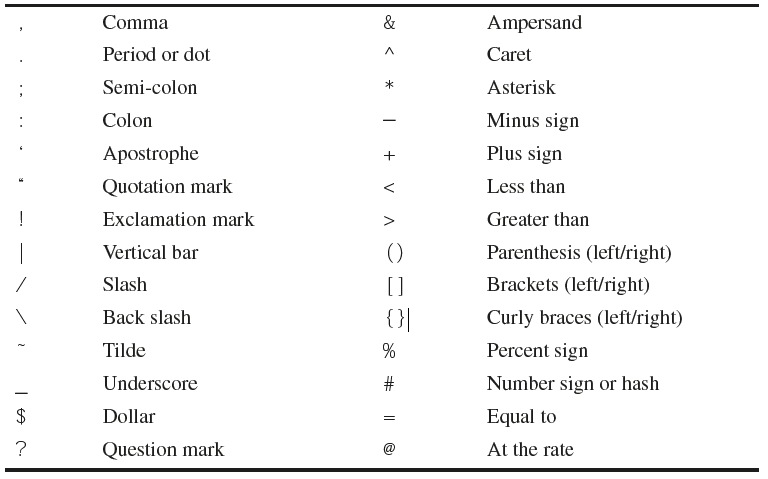 , Comma & Ampersand
. Period or dot ^ Caret
; Semi-colon * Asterisk
: Colon – Minus sign
‘ Apostrophe + Plus sign
“ Quotation mark < Less than
! Exclamation mark > Greater than
| Vertical bar () Parenthesis (left/right)
/ Slash [] Brackets (left/right)
\ Back slash {}| Curly braces (left/right)
~ Tilde % Percent sign
_ Underscore # Number sign or hash
$ Dollar = Equal to
? Question mark @ At the rate